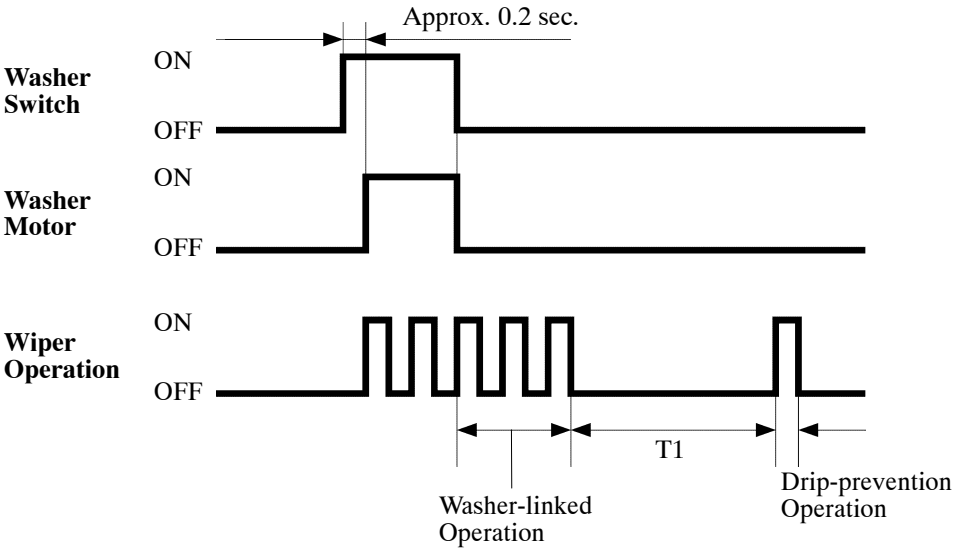 Approx. 0.2 sec.
ON
Washer
Switch
OFF
ON
Washer
Motor
OFF
ON
Wiper
Operation
OFF
T1
Washer-linked
Operation
Drip-prevention
Operation